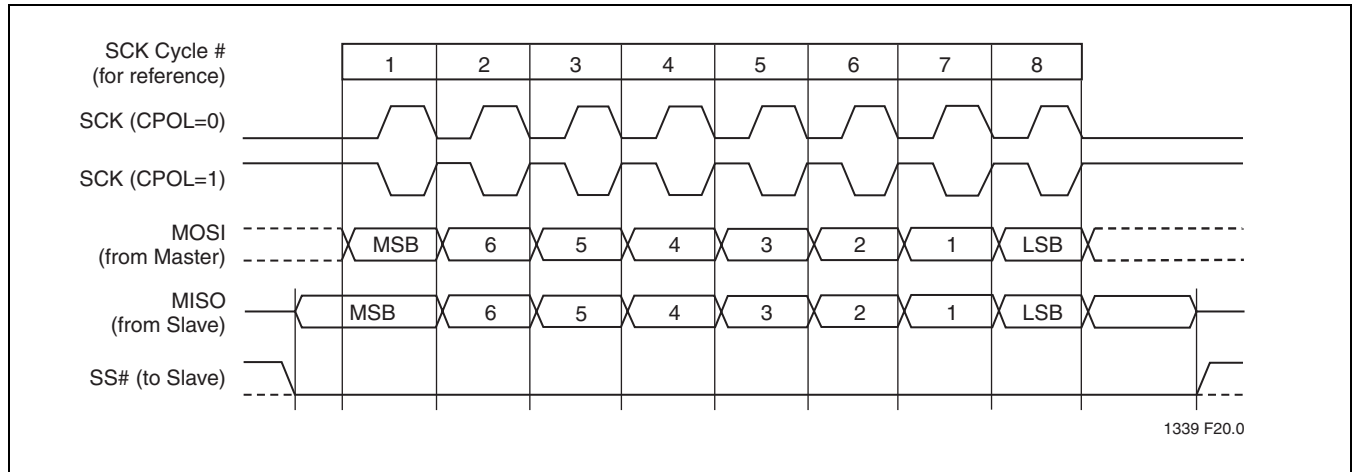 SCK Cycle #
(for reference)
1 2 3 4 5 6 7 8
SCK (CPOL=0)
SCK (CPOL=1)
MOSI
(from Master)
MSB 6 5 4 3 2 1 LSB
MISO
(from Slave)
MSB 6 5 4 3 2 1 LSB
SS# (to Slave)
1339 F20.0